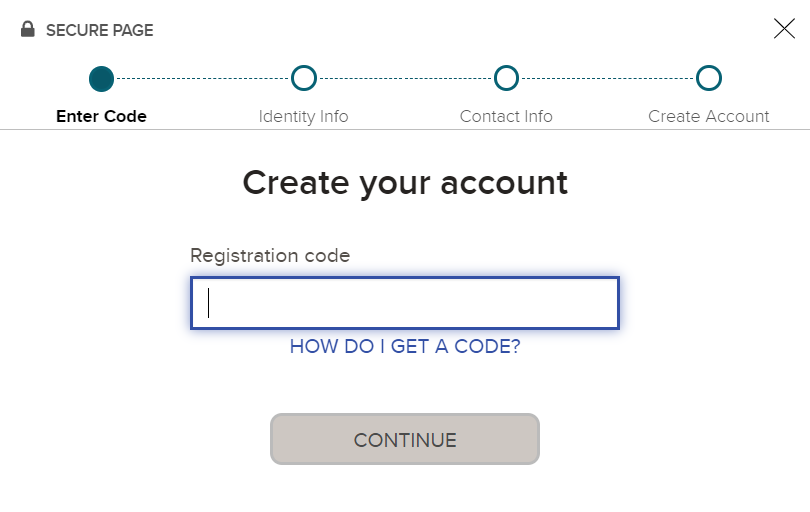 SECURE PAGE
Enter Code
Identity Info
Contact Info
Create Account
Create your account
Registration code
HOW DO I GET A CODE?
CONTINUE